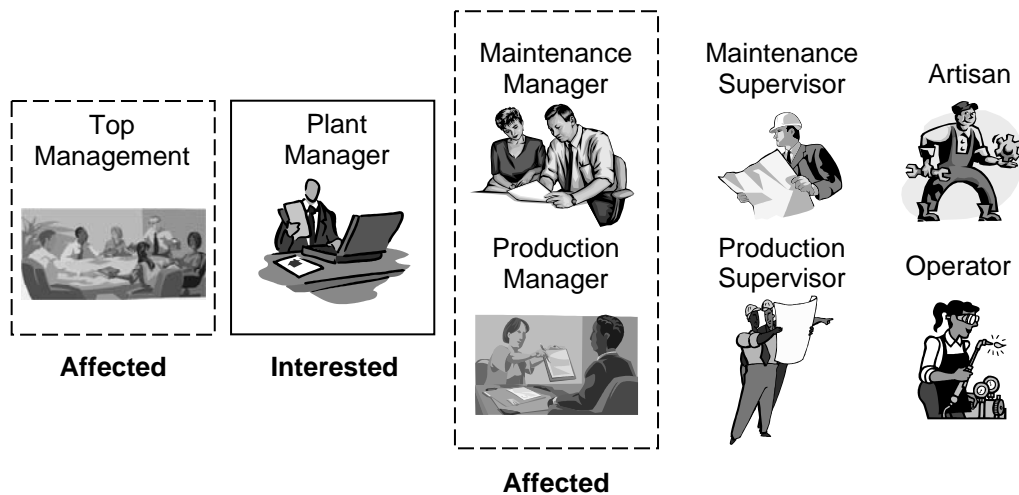 Top
Management
Affected
Plant
Manager
Interested
Maintenance
Manager
Production
Manager
Affected
Maintenance
Supervisor
Production
Supervisor
Artisan
Operator